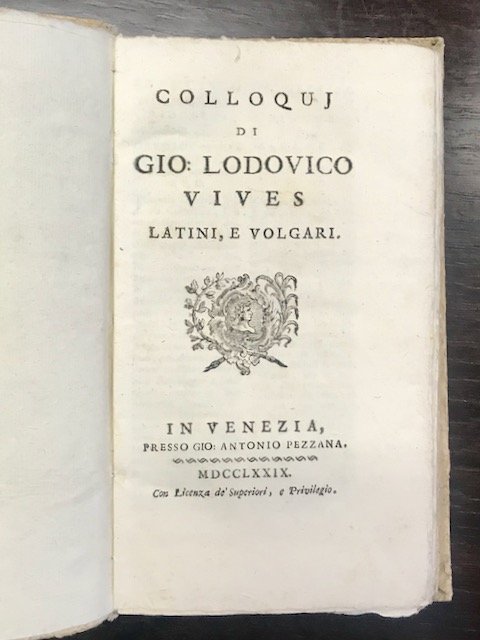 COLLOQUJ
DI
GIO: LODOVICO
VIVES
LATINI, E VOLGARI.
IN VENEZIA,
PRESSO GIO: ANTONIO PEZZANA.
MDCCLXXIX.
Con Licenza de' Superiori, e Privilegio.